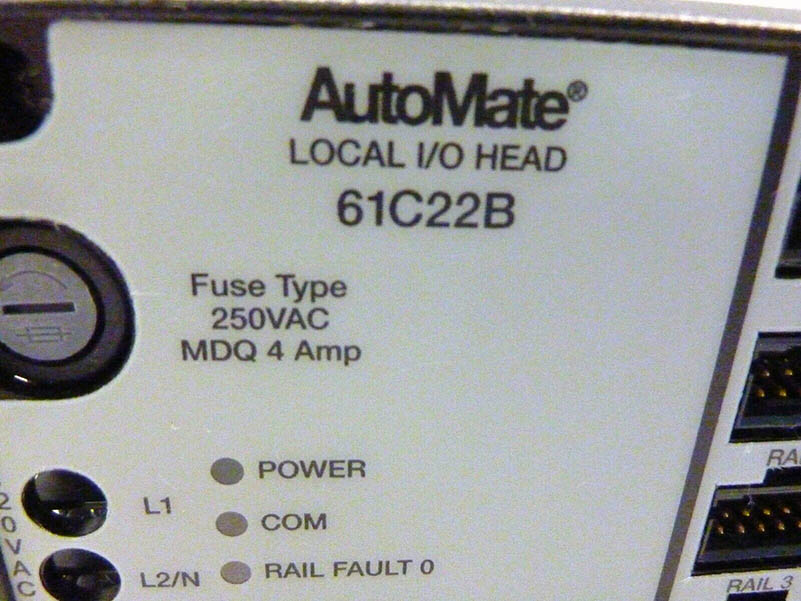 AutoMate®
LOCAL I/O HEAD
61C22B
Fuse Type
250VAC
MDQ 4 Amp
POWER
L1
COM
L2/N
RAIL FAULT 0
20VAC
RAIL 3